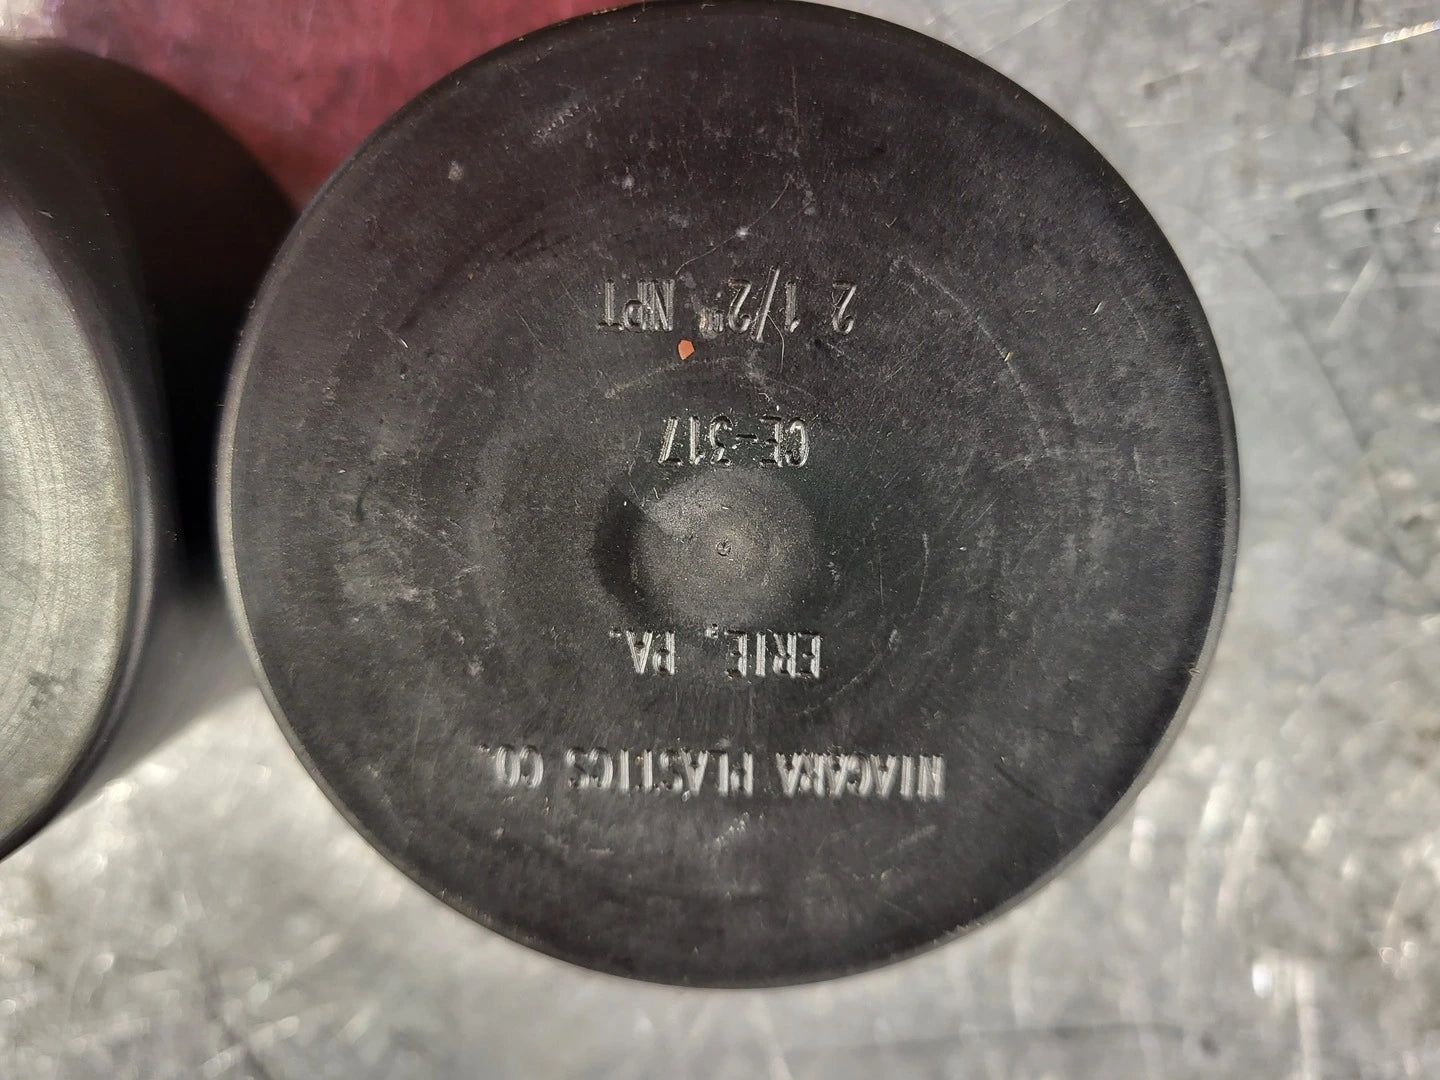 NIAGARA PLASTICS CO.
ERIE, PA.
CE-317
2 1/2" NPT